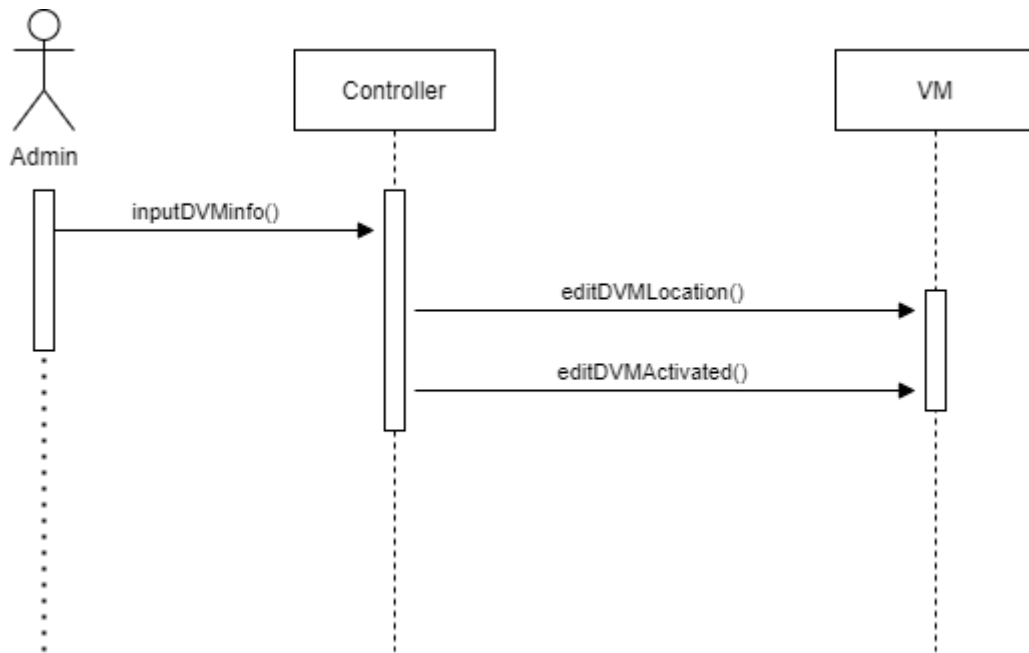 Controller
VM
Admin
inputDVMinfo()
editDVMLocation()
editDVMActivated()